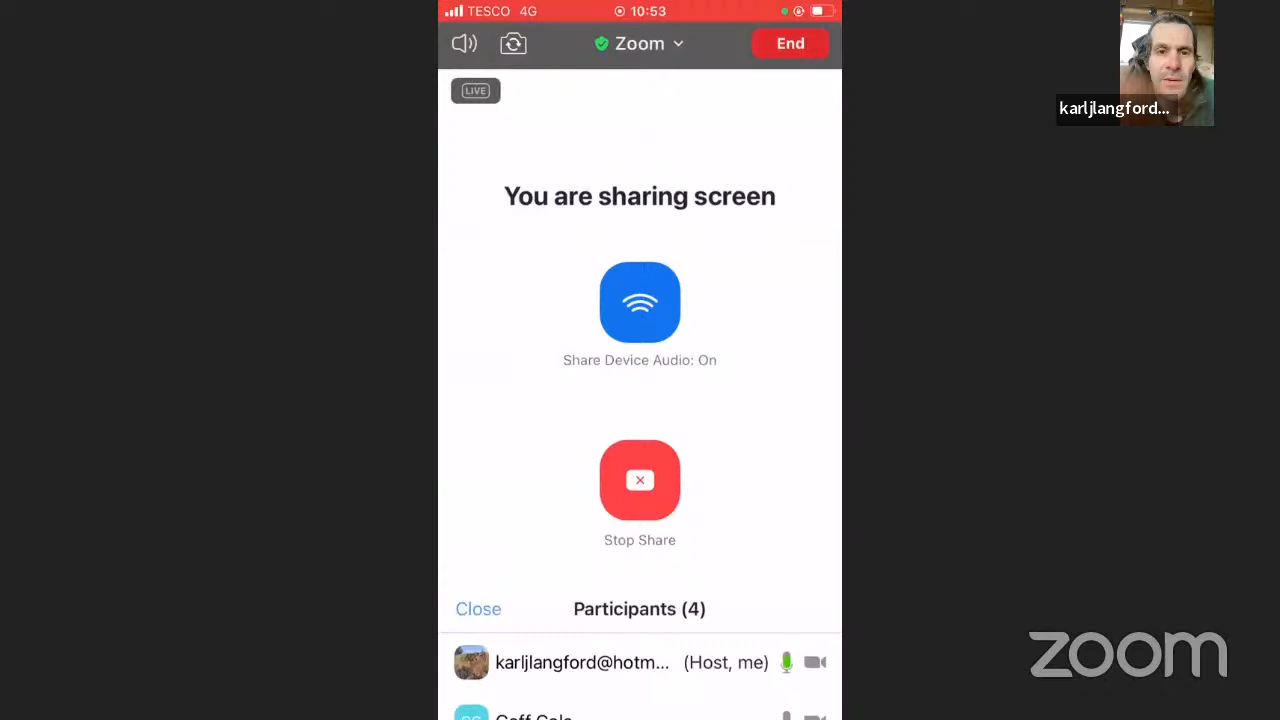 TESCO 4G 10:53
Zoom End
LIVE
karljlangford...
You are sharing screen
Share Device Audio: On
Stop Share
Close Participants (4)
karljlangford@hotm... (Host, me)
zoom